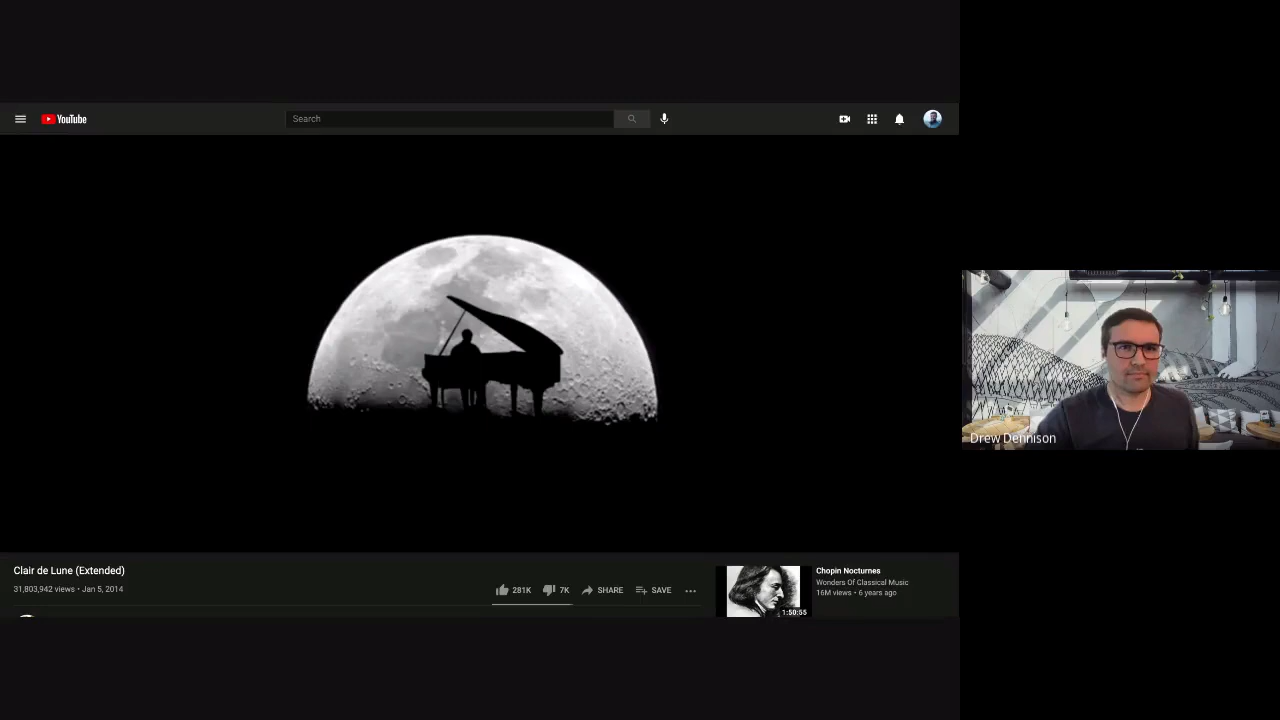 YouTube
Search
Clair de Lune (Extended)
31,803,942 views • Jan 5, 2014
281K
7K
SHARE
SAVE
Chopin Nocturnes
Wonders Of Classical Music
16M views • 6 years ago
1:50:55
Drew Dennison